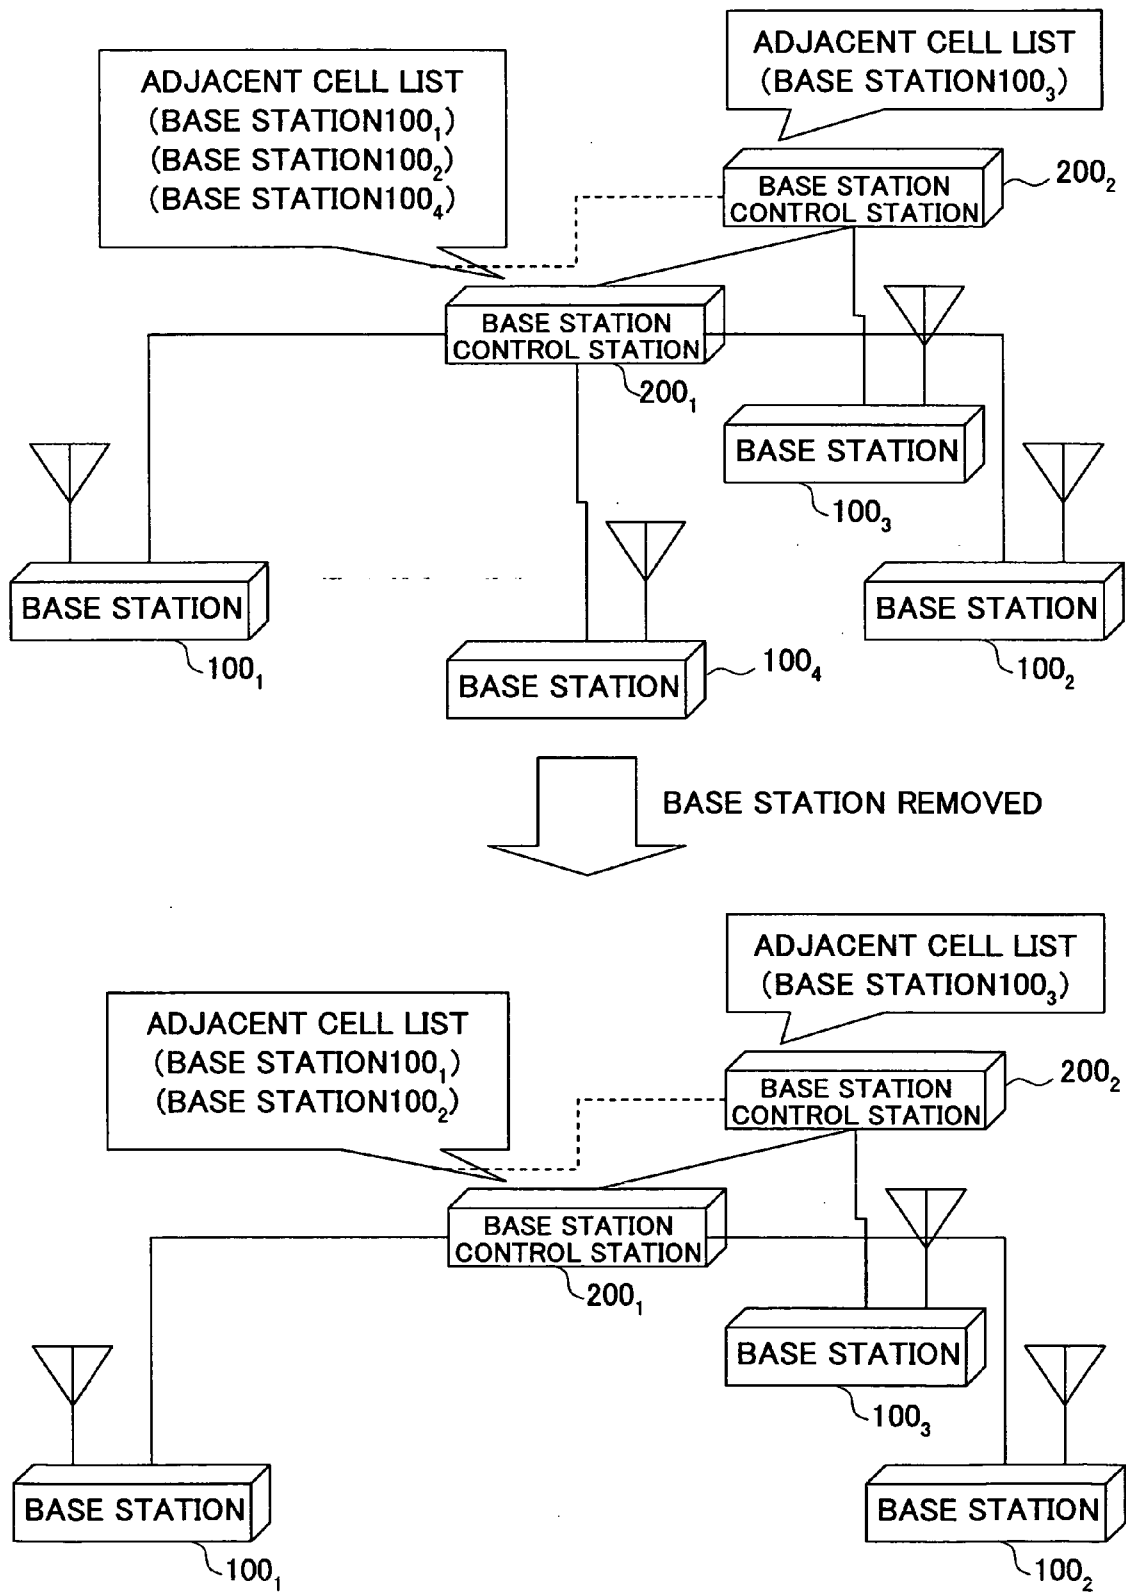 ADJACENT CELL LIST
(BASE STATION100₃)
ADJACENT CELL LIST
(BASE STATION100₁)
(BASE STATION100₂)
(BASE STATION100₄)
BASE STATION
CONTROL STATION
200₂
BASE STATION
CONTROL STATION
200₁
BASE STATION
100₃
BASE STATION
100₁
BASE STATION
100₂
BASE STATION
100₄
BASE STATION REMOVED
ADJACENT CELL LIST
(BASE STATION100₃)
ADJACENT CELL LIST
(BASE STATION100₁)
(BASE STATION100₂)
BASE STATION
CONTROL STATION
200₂
BASE STATION
CONTROL STATION
200₁
BASE STATION
100₃
BASE STATION
100₁
BASE STATION
100₂